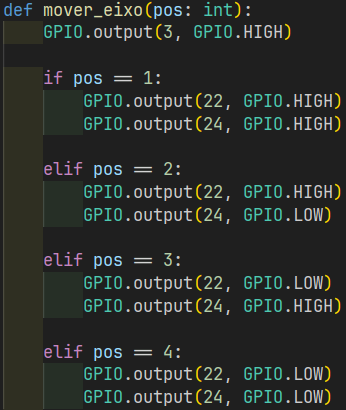 def mover_eixo(pos: int):
    GPIO.output(3, GPIO.HIGH)

    if pos == 1:
        GPIO.output(22, GPIO.HIGH)
        GPIO.output(24, GPIO.HIGH)

    elif pos == 2:
        GPIO.output(22, GPIO.HIGH)
        GPIO.output(24, GPIO.LOW)

    elif pos == 3:
        GPIO.output(22, GPIO.LOW)
        GPIO.output(24, GPIO.HIGH)

    elif pos == 4:
        GPIO.output(22, GPIO.LOW)
        GPIO.output(24, GPIO.LOW)